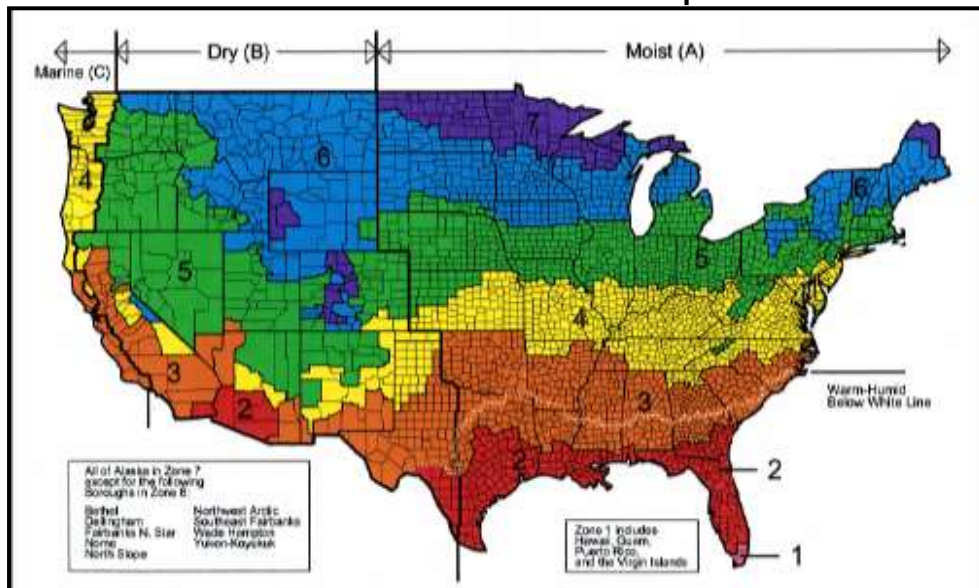 Marine (C)
Dry (B)
Moist (A)
7
6
6
4
5
5
4
3
3
2
2
Warm-Humid
Below White Line
2
1
All of Alaska in Zone 7
except for the following
Boroughs in Zone 8:
Bethel Northwest Arctic
Dellingham Southeast Fairbanks
Fairbanks N. Star Wade Hampton
Nome Yukon-Koyukuk
North Slope
Zone 1 includes
Hawaii, Guam,
Puerto Rico,
and the Virgin Islands